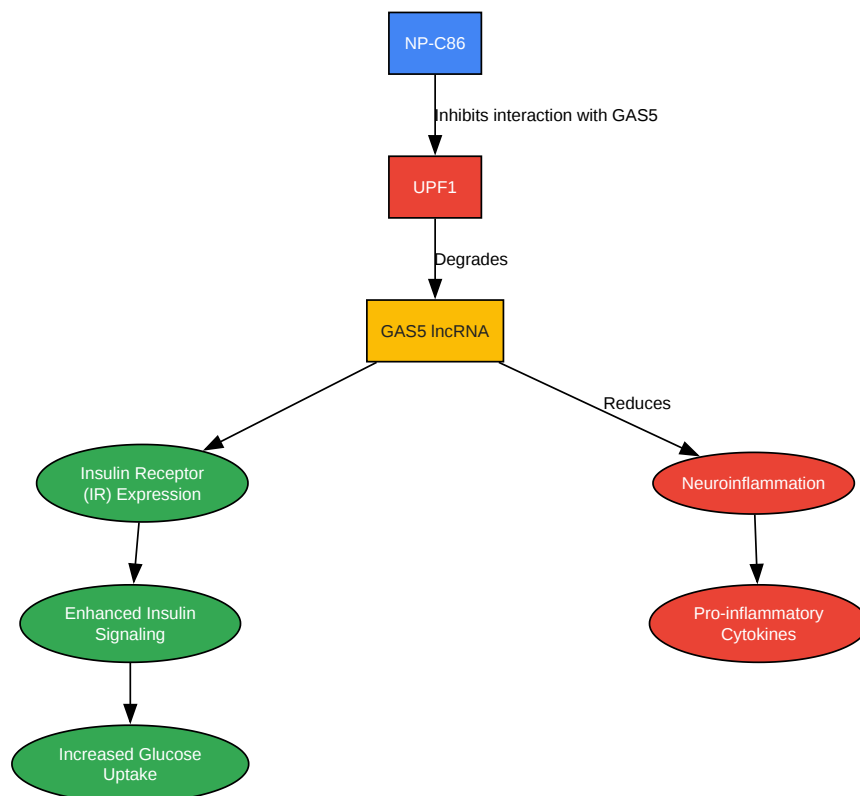 NP-C86
Inhibits interaction with GAS5
UPF1
Degrades
GAS5 lncRNA
Reduces
Insulin Receptor
(IR) Expression
Neuroinflammation
Enhanced Insulin
Signaling
Pro-inflammatory
Cytokines
Increased Glucose
Uptake